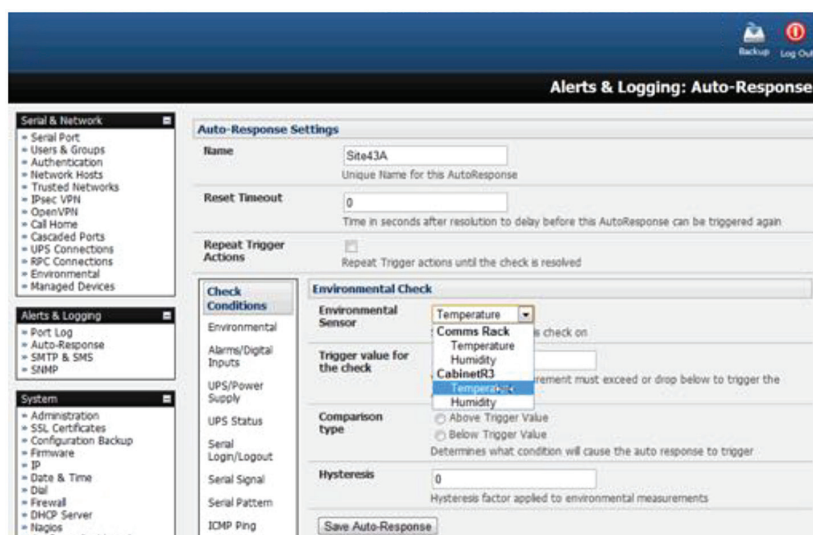 Backup
Log Out
Alerts & Logging: Auto-Response
Serial & Network
Serial Port
Users & Groups
Authentication
Network Hosts
Trusted Networks
IPsec VPN
OpenVPN
Call Home
Cascaded Ports
UPS Connections
RPC Connections
Environmental
Managed Devices
Alerts & Logging
Port Log
Auto-Response
SMTP & SMS
SNMP
System
Administration
SSL Certificates
Configuration Backup
Firmware
IP
Date & Time
Dial
Firewall
DHCP Server
Nagios
Auto-Response Settings
Name
Site43A
Unique Name for this AutoResponse
Reset Timeout
0
Time in seconds after resolution to delay before this AutoResponse can be triggered again
Repeat Trigger
Actions
Repeat Trigger actions until the check is resolved
Check
Conditions
Environmental
Alarms/Digital
Inputs
UPS/Power
Supply
UPS Status
Serial
Login/Logout
Serial Signal
Serial Pattern
ICMP Ping
Environmental Check
Environmental
Sensor
Temperature
Comms Rack
Temperature
Humidity
CabinetR3
Temperature
Humidity
check on
Trigger value for
the check
must exceed or drop below to trigger the
Comparison
type
Above Trigger Value
Below Trigger Value
Determines what condition will cause the auto response to trigger
Hysteresis
0
Hysteresis factor applied to environmental measurements
Save Auto-Response